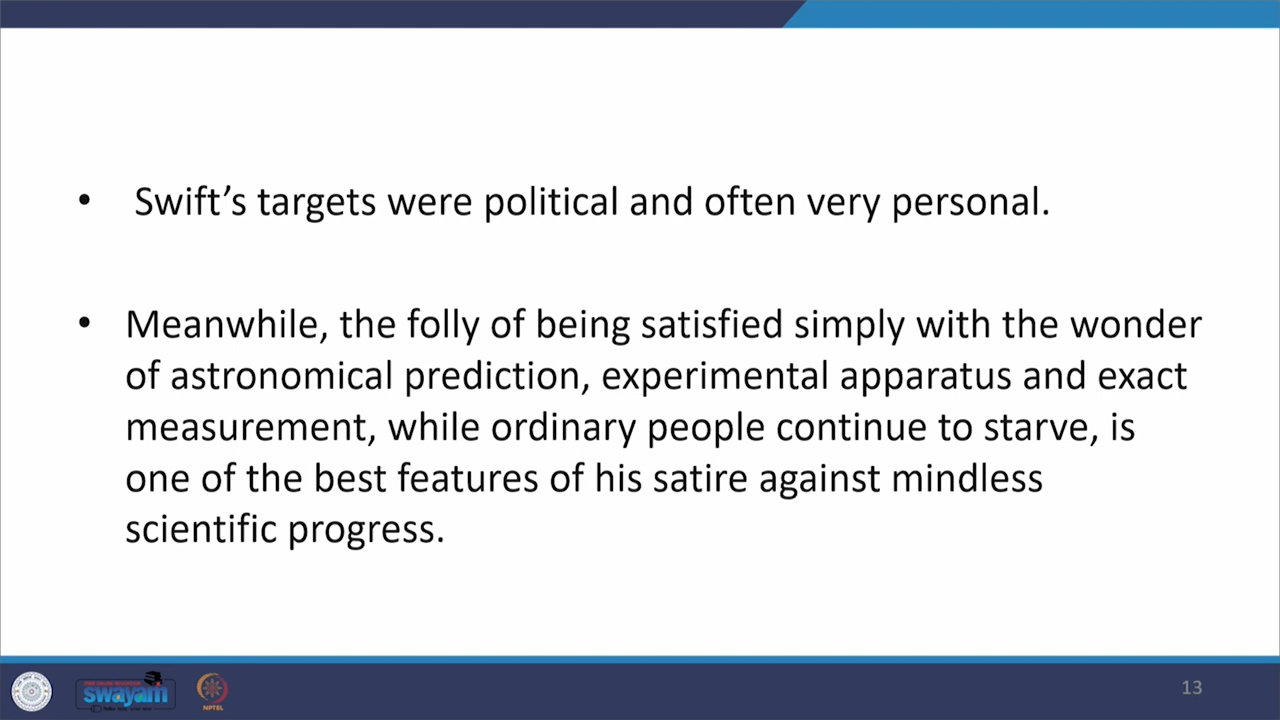 • Swift’s targets were political and often very personal.
• Meanwhile, the folly of being satisfied simply with the wonder
of astronomical prediction, experimental apparatus and exact
measurement, while ordinary people continue to starve, is
one of the best features of his satire against mindless
scientific progress.
swayam
NPTEL
13